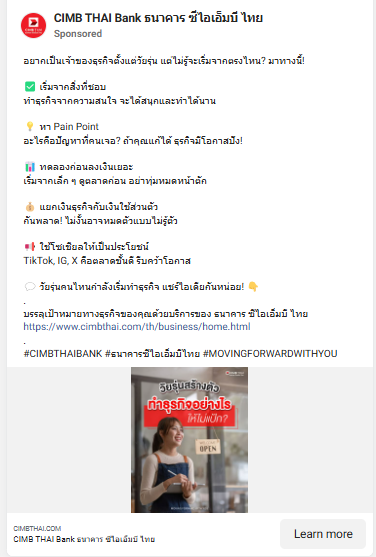 CIMB THAI Bank ธนาคาร ซีไอเอ็มบี ไทย
Sponsored
อยากเป็นเจ้าของธุรกิจตั้งแต่วัยรุ่น แต่ไม่รู้จะเริ่มจากตรงไหน? มาทางนี้!
✅ เริ่มจากสิ่งที่ชอบ
ทำธุรกิจจากความสนใจ จะได้สนุกและทำได้นาน
💡 หา Pain Point
อะไรคือปัญหาที่คนเจอ? ถ้าคุณแก้ได้ ธุรกิจมีโอกาสปัง!
📊 ทดลองก่อนลงเงินเยอะ
เริ่มจากเล็ก ๆ ดูตลาดก่อน อย่าทุ่มหมดหน้าตัก
💰 แยกเงินธุรกิจกับเงินใช้ส่วนตัว
กันพลาด! ไม่งั้นอาจหมดตัวแบบไม่รู้ตัว
📢 ใช้โซเชียลให้เป็นประโยชน์
TikTok, IG, X คือตลาดชั้นดี รีบคว้าโอกาส
💬 วัยรุ่นคนไหนกำลังเริ่มทำธุรกิจ แชร์ไอเดียกันหน่อย! 👇
.
บรรลุเป้าหมายทางธุรกิจของคุณด้วยบริการของ ธนาคาร ซีไอเอ็มบี ไทย
https://www.cimbthai.com/th/business/home.html
.
#CIMBTHAIBANK #ธนาคารซีไอเอ็มบีไทย #MOVINGFORWARDWITHYOU
วัยรุ่นสร้างตัว
ทำธุรกิจอย่างไร
ให้ไม่แป้ก?
OPEN
CIMBTHAI.COM
CIMB THAI Bank ธนาคาร ซีไอเอ็มบี ไทย
Learn more